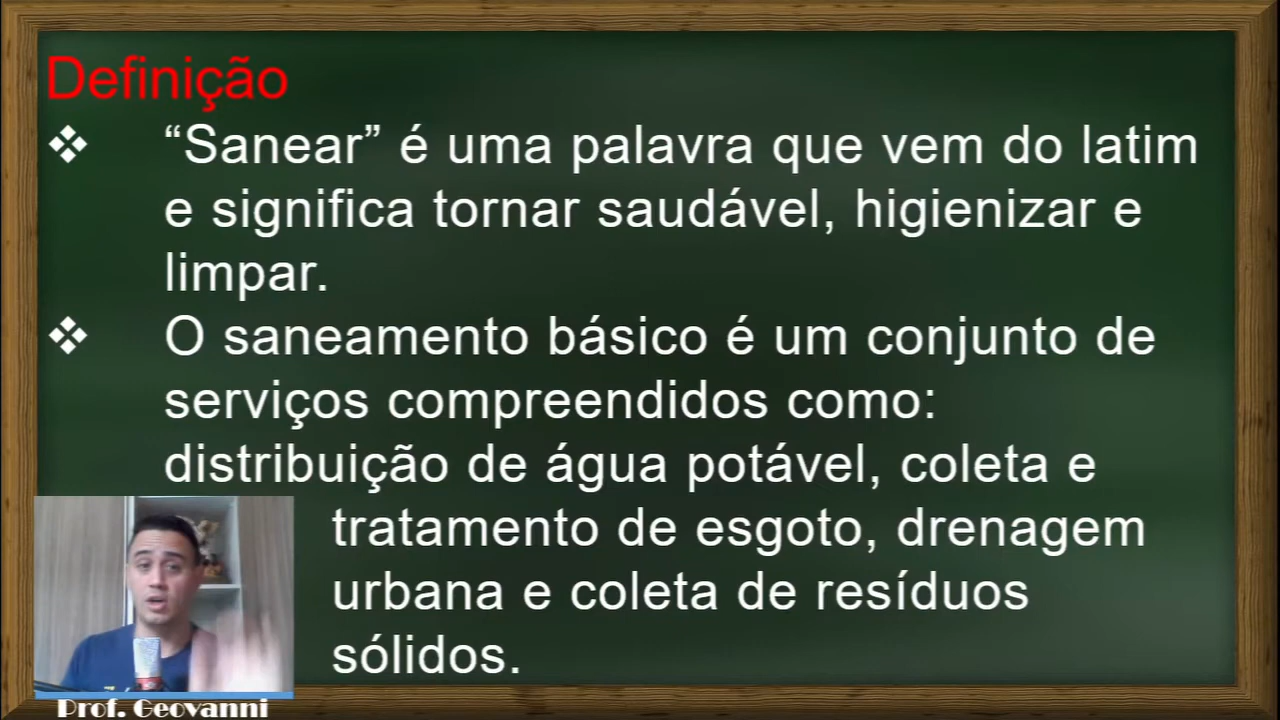 Definição
❖ “Sanear” é uma palavra que vem do latim
e significa tornar saudável, higienizar e
limpar.
❖ O saneamento básico é um conjunto de
serviços compreendidos como:
distribuição de água potável, coleta e
tratamento de esgoto, drenagem
urbana e coleta de resíduos
sólidos.
Prof. Geovanni